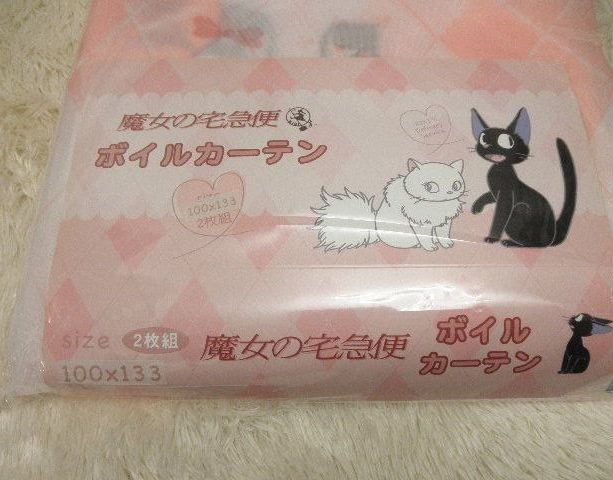 魔女の宅急便
ボイルカーテン
100×133
2枚組
size 2枚組
100×133
魔女の宅急便
ボイル
カーテン